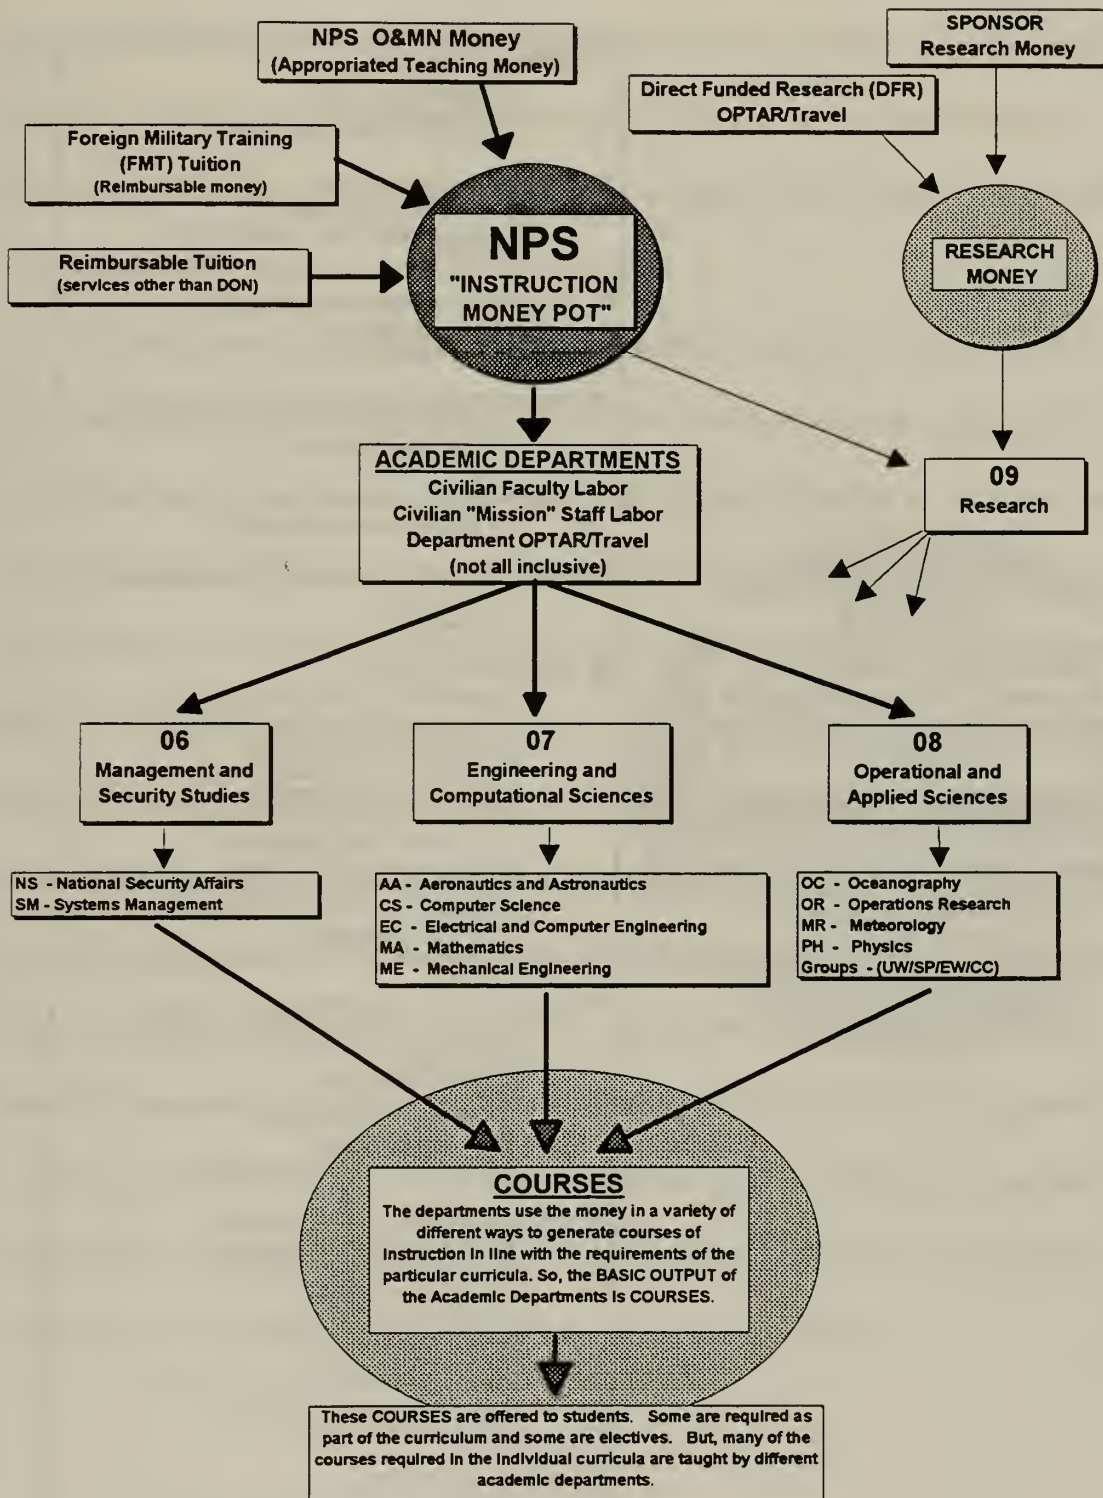 NPS O&MN Money
(Appropriated Teaching Money)
SPONSOR
Research Money
Direct Funded Research (DFR)
OPTAR/Travel
Foreign Military Training
(FMT) Tuition
(Reimbursable money)
Reimbursable Tuition
(services other than DON)
NPS
"INSTRUCTION
MONEY POT"
RESEARCH
MONEY
ACADEMIC DEPARTMENTS
Civilian Faculty Labor
Civilian "Mission" Staff Labor
Department OPTAR/Travel
(not all inclusive)
09
Research
06
Management and
Security Studies
07
Engineering and
Computational Sciences
08
Operational and
Applied Sciences
NS - National Security Affairs
SM - Systems Management
AA - Aeronautics and Astronautics
CS - Computer Science
EC - Electrical and Computer Engineering
MA - Mathematics
ME - Mechanical Engineering
OC - Oceanography
OR - Operations Research
MR - Meteorology
PH - Physics
Groups - (UW/SP/EW/CC)
COURSES
The departments use the money in a variety of
different ways to generate courses of
instruction in line with the requirements of the
particular curricula. So, the BASIC OUTPUT of
the Academic Departments is COURSES.
These COURSES are offered to students. Some are required as
part of the curriculum and some are electives. But, many of the
courses required in the individual curricula are taught by different
academic departments.